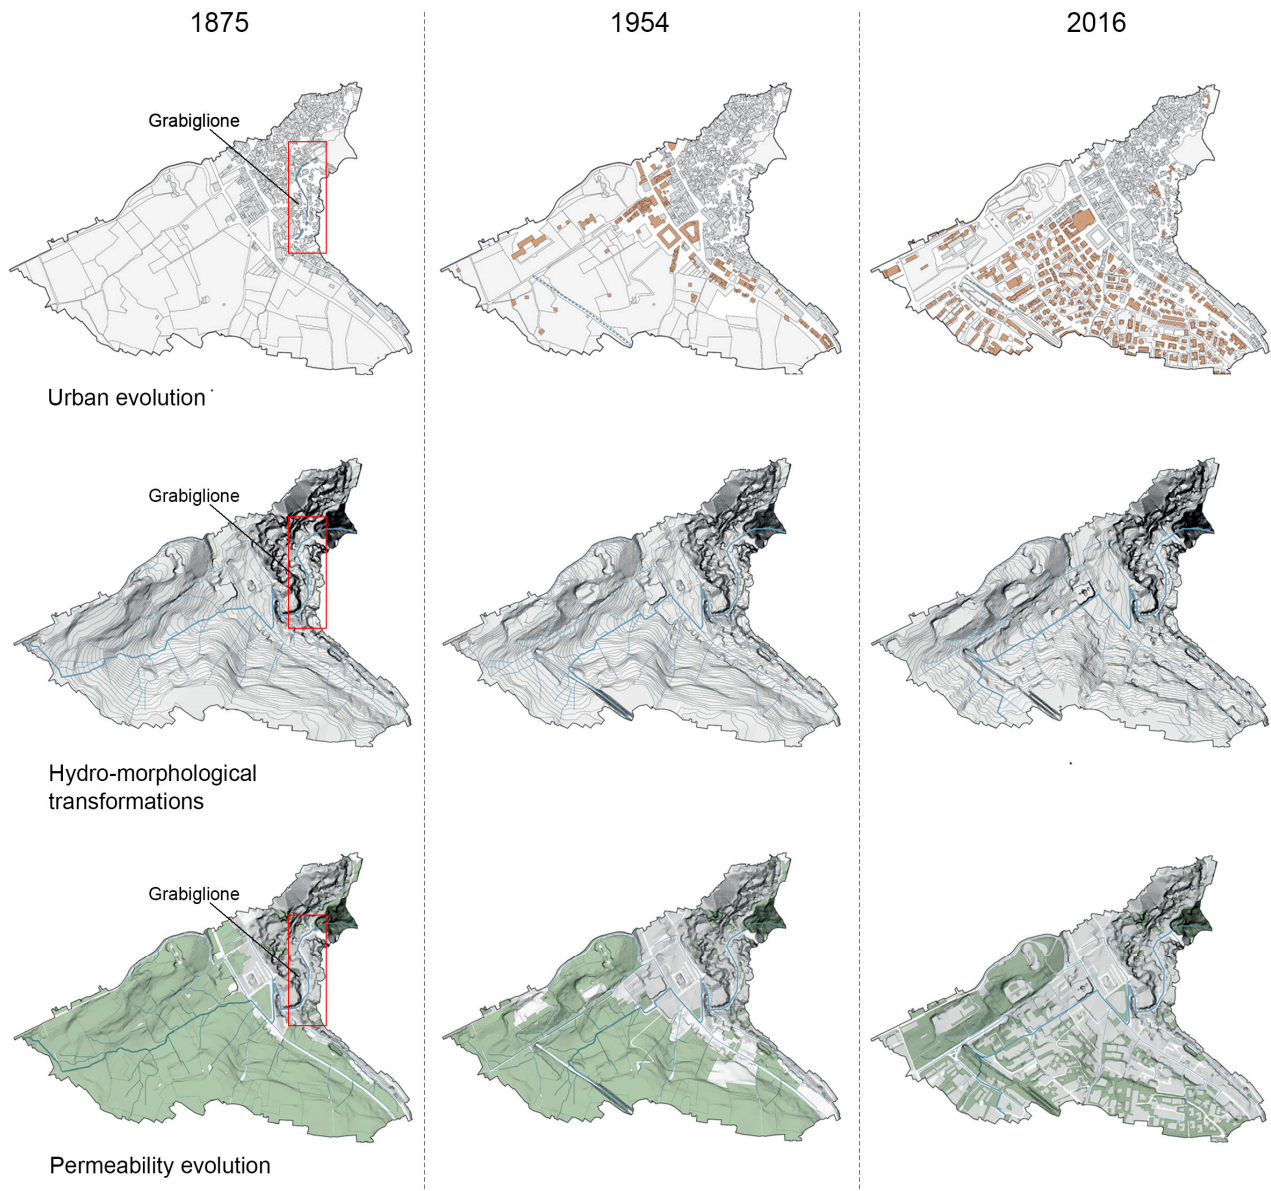 1875
1954
2016
Grabiglione
Urban evolution
Grabiglione
Hydro-morphological
transformations
Grabiglione
Permeability evolution